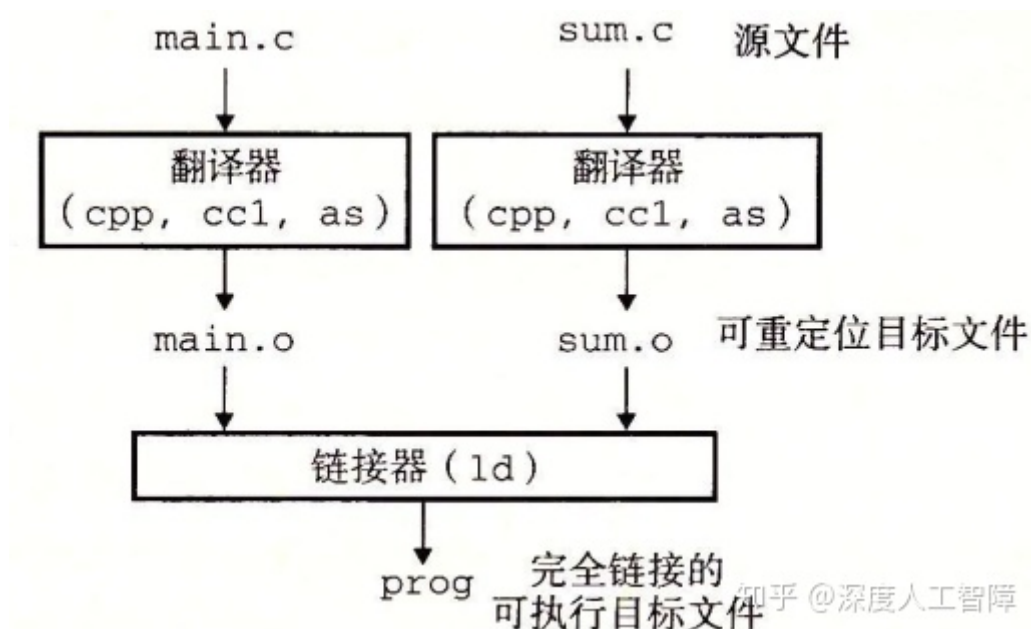 main.c
sum.c
源文件
翻译器
(cpp, cc1, as)
翻译器
(cpp, cc1, as)
main.o
sum.o
可重定位目标文件
链接器(ld)
prog
完全链接的
可执行目标文件
知乎 @深度人工智障